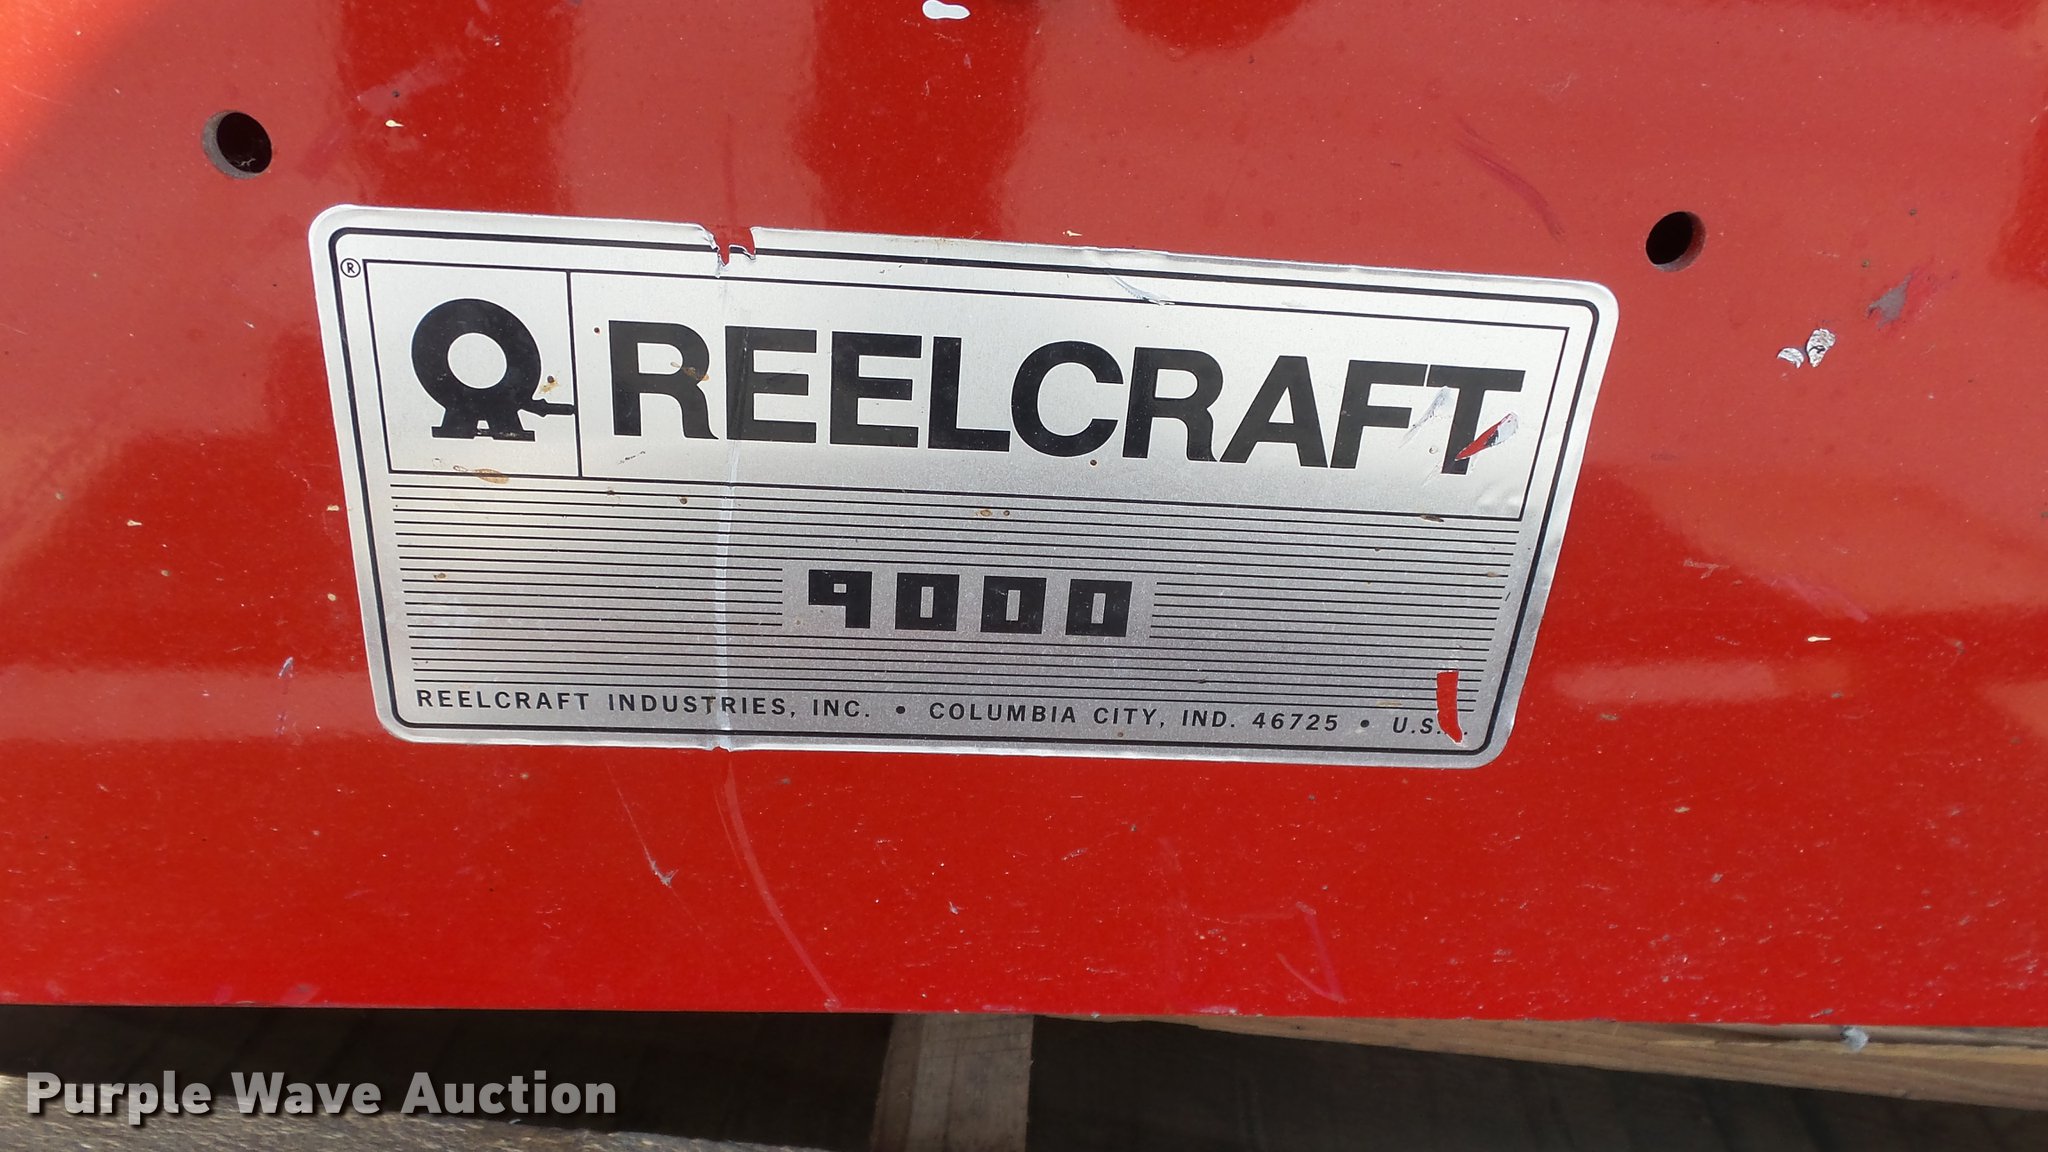 ®
REELCRAFT
9000
REELCRAFT INDUSTRIES, INC. • COLUMBIA CITY, IND. 46725 •
Purple Wave Auction